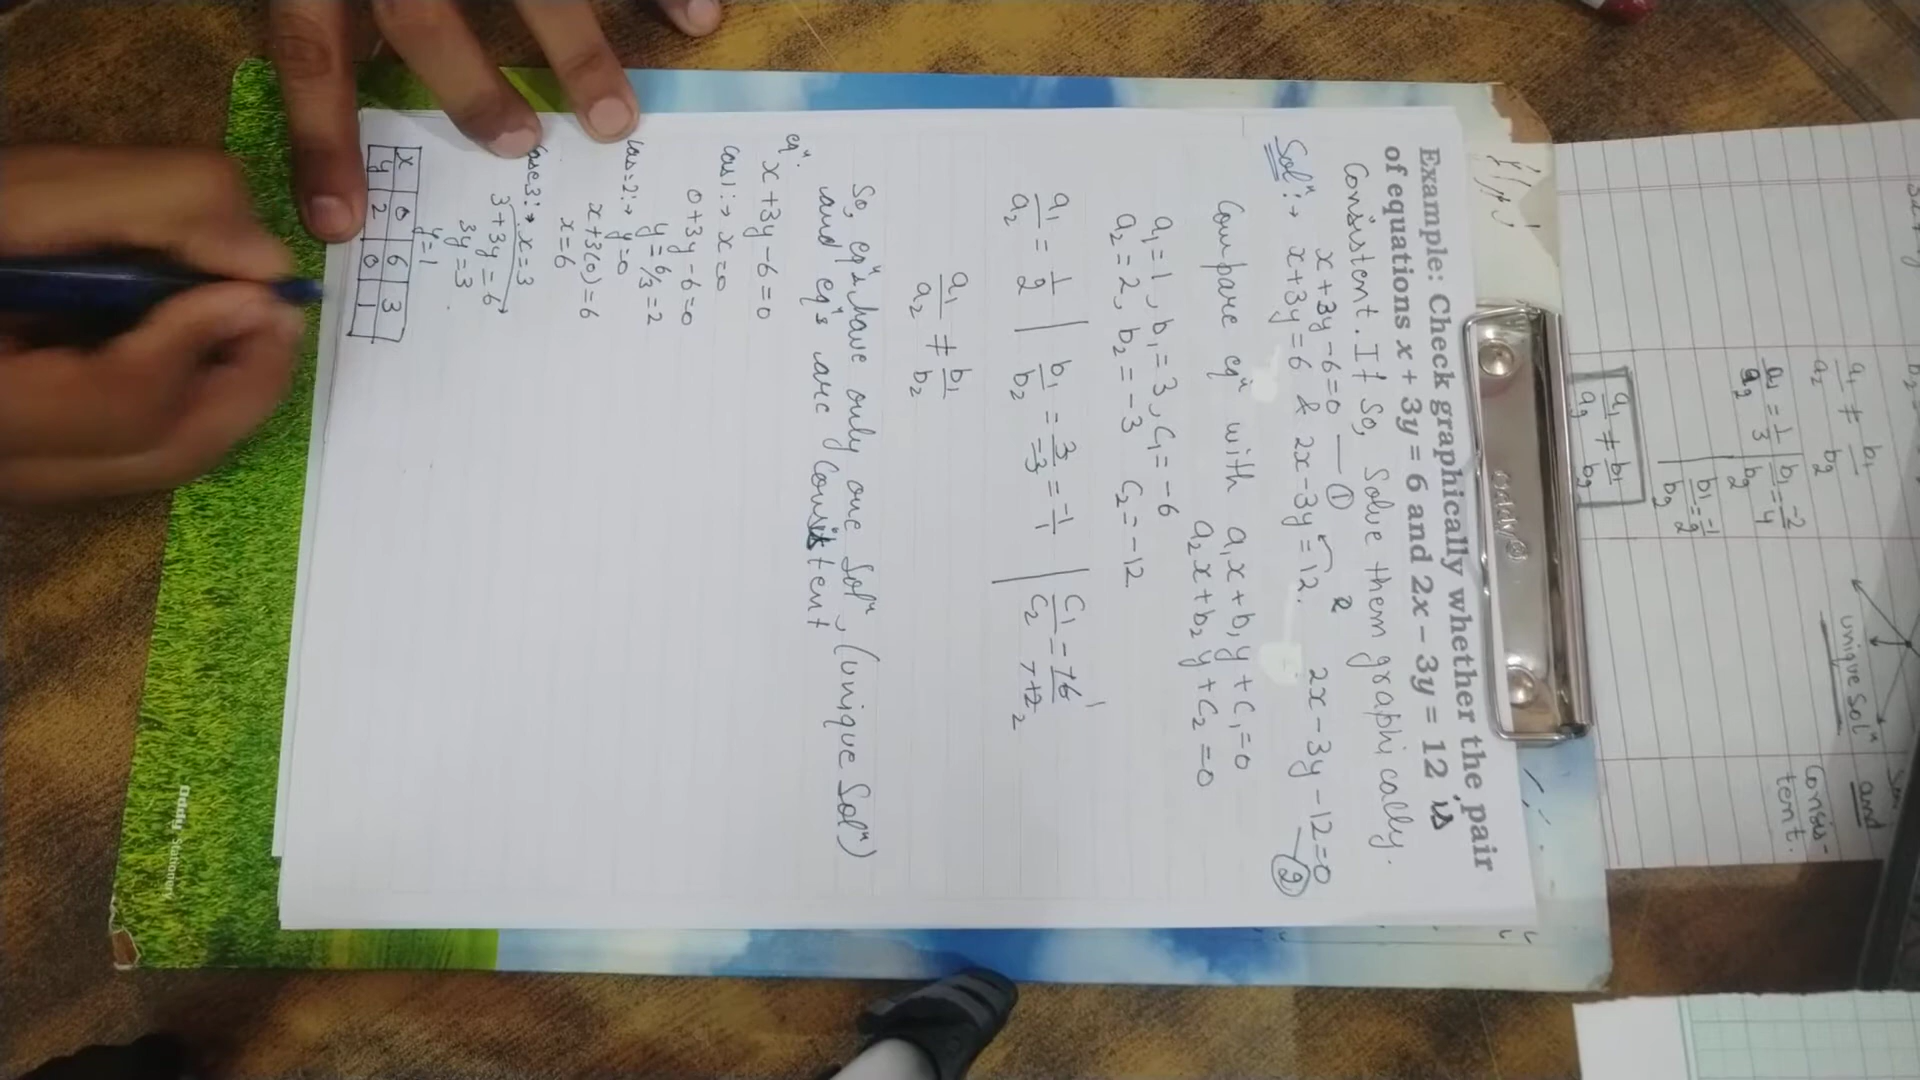 Example: Check graphically whether the pair
of equations x + 3y = 6 and 2x – 3y = 12 is
Consistent. If So, Solve them graphically.
x+3y-6=0 — ①
2x-3y-12=0 — ②
Solⁿ:→ x+3y=6 & 2x-3y=12.
Compare eqⁿ with a₁x+b₁y+c₁=0
a₂x+b₂y+c₂=0
a₁=1, b₁=3, c₁=-6
a₂=2, b₂=-3 c₂=-12
a₁/a₂ = 1/2 | b₁/b₂ = 3/-3 = -1/1 | c₁/c₂
a₁/a₂ ≠ b₁/b₂
So, eqⁿs have only one Solⁿ, (unique Solⁿ)
and eqⁿs are Consistent
eqⁿ:
x+3y-6=0
Cas1:→ x=0
0+3y-6=0
y=6/3=2
Cas=2:→ y=0
x+3(0)=6
x=6
Case3:→ x=3
3+3y=6
3y=3
y=1
x 0 6 3
y 2 0 1
Oddy
Oddy Stationery
a₁/a₂ ≠ b₁/b₂
a₁/a₂ = 1/3 b₁/b₂ = -2/4
b₁/b₂ = -1/2
a₁/a₂ ≠ b₁/b₂
unique Solⁿ
and
Consis-
tent.